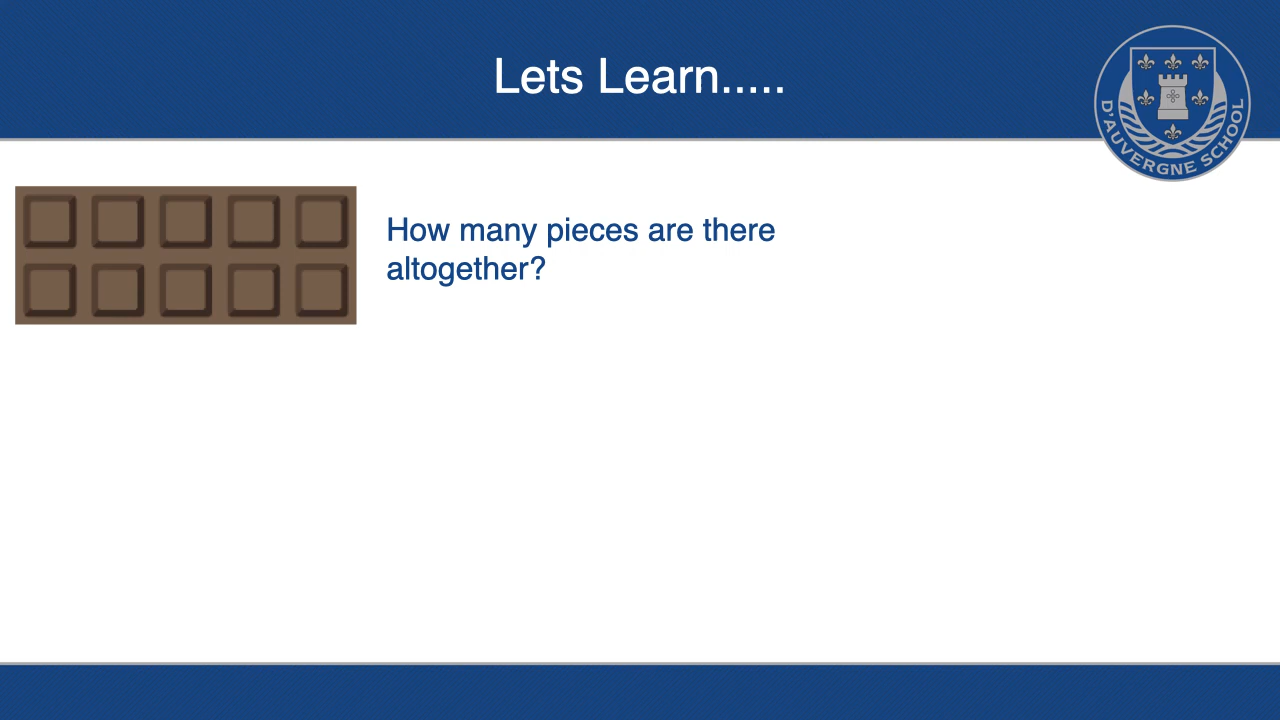 Lets Learn.....
D'AUVERGNE SCHOOL
How many pieces are there
altogether?